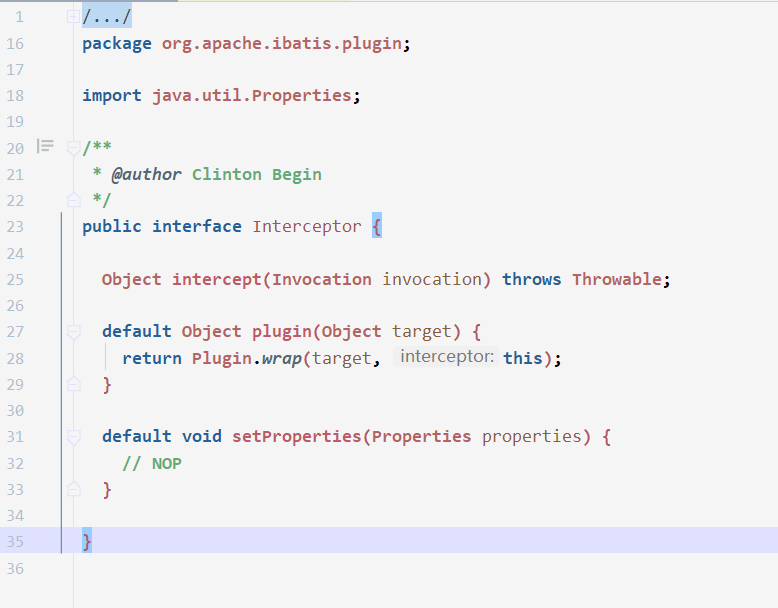 1 /.../
16 package org.apache.ibatis.plugin;
17
18 import java.util.Properties;
19
20 /**
21  * @author Clinton Begin
22  */
23 public interface Interceptor {
24
25   Object intercept(Invocation invocation) throws Throwable;
26
27   default Object plugin(Object target) {
28     return Plugin.wrap(target, interceptor: this);
29   }
30
31   default void setProperties(Properties properties) {
32     // NOP
33   }
34
35 }
36